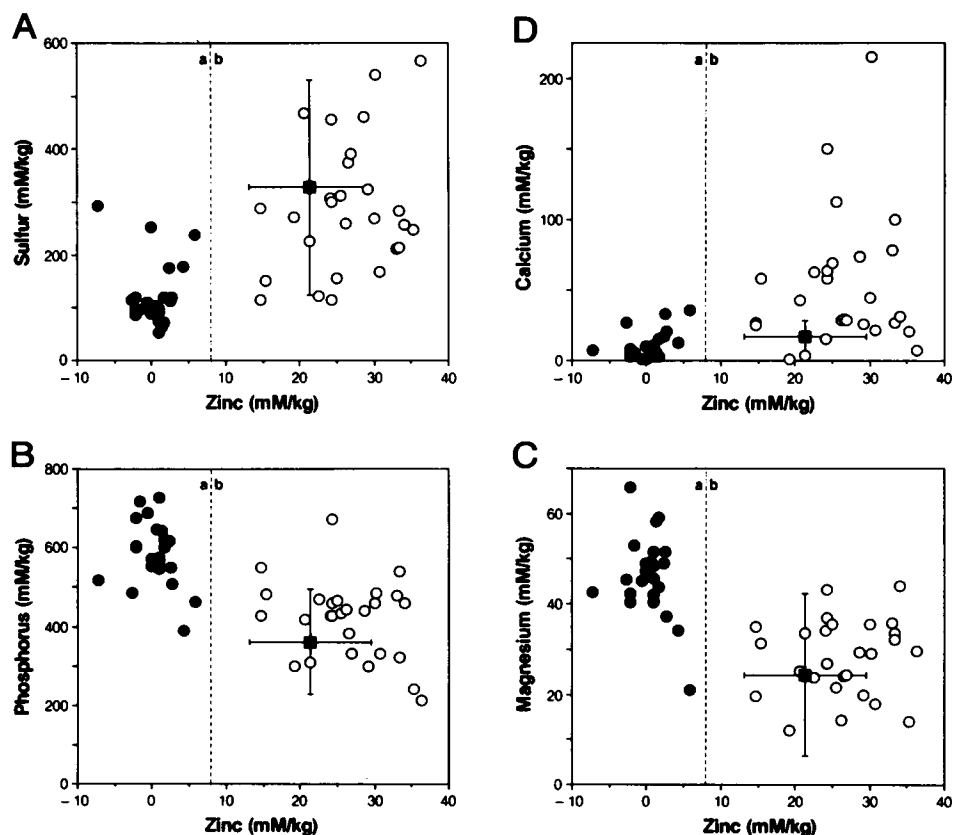 A
600
400
200
0
Sulfur (mM/kg)
a b
-10 0 10 20 30 40
Zinc (mM/kg)
D
200
100
0
Calcium (mM/kg)
a b
-10 0 10 20 30 40
Zinc (mM/kg)
B
800
600
400
200
0
Phosphorus (mM/kg)
a b
-10 0 10 20 30 40
Zinc (mM/kg)
C
60
40
20
0
Magnesium (mM/kg)
a b
-10 0 10 20 30 40
Zinc (mM/kg)